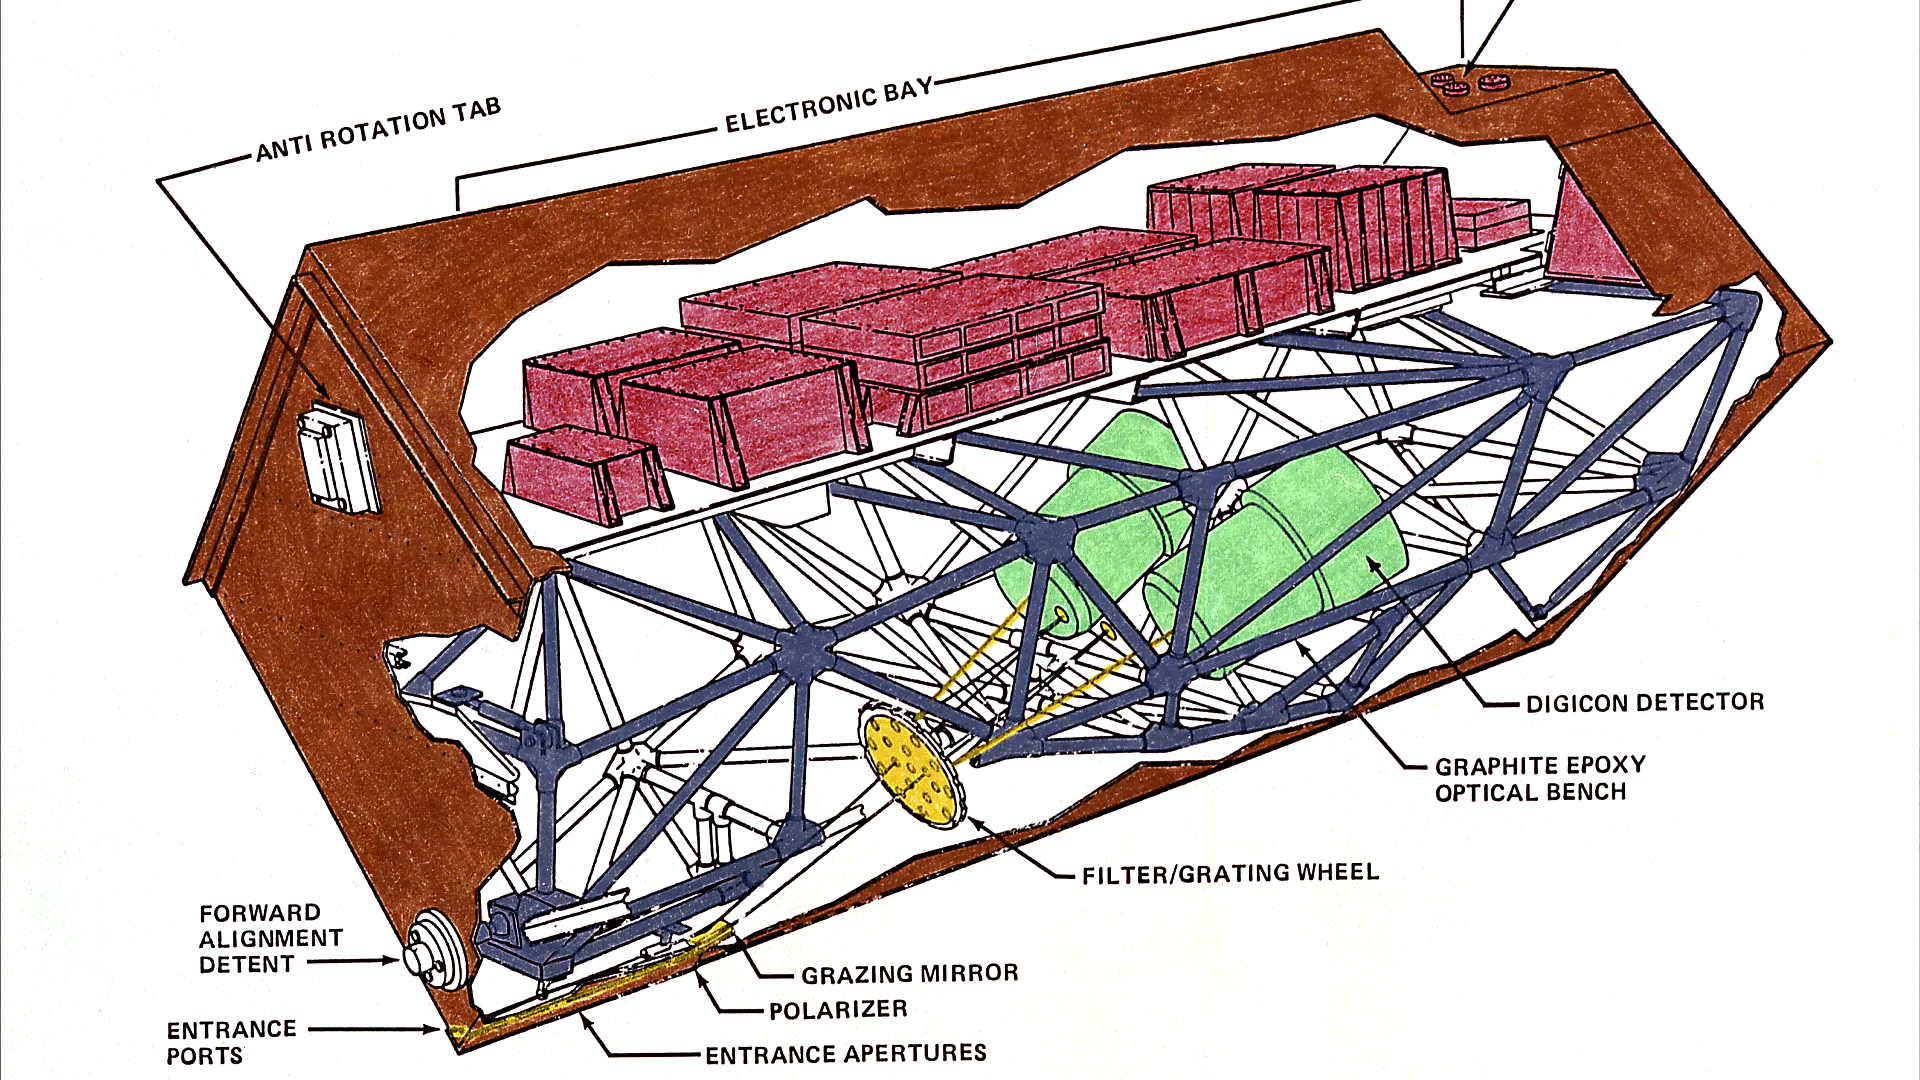 ANTI ROTATION TAB
ELECTRONIC BAY
DIGICON DETECTOR
GRAPHITE EPOXY
OPTICAL BENCH
FILTER/GRATING WHEEL
FORWARD
ALIGNMENT
DETENT
GRAZING MIRROR
POLARIZER
ENTRANCE
PORTS
ENTRANCE APERTURES